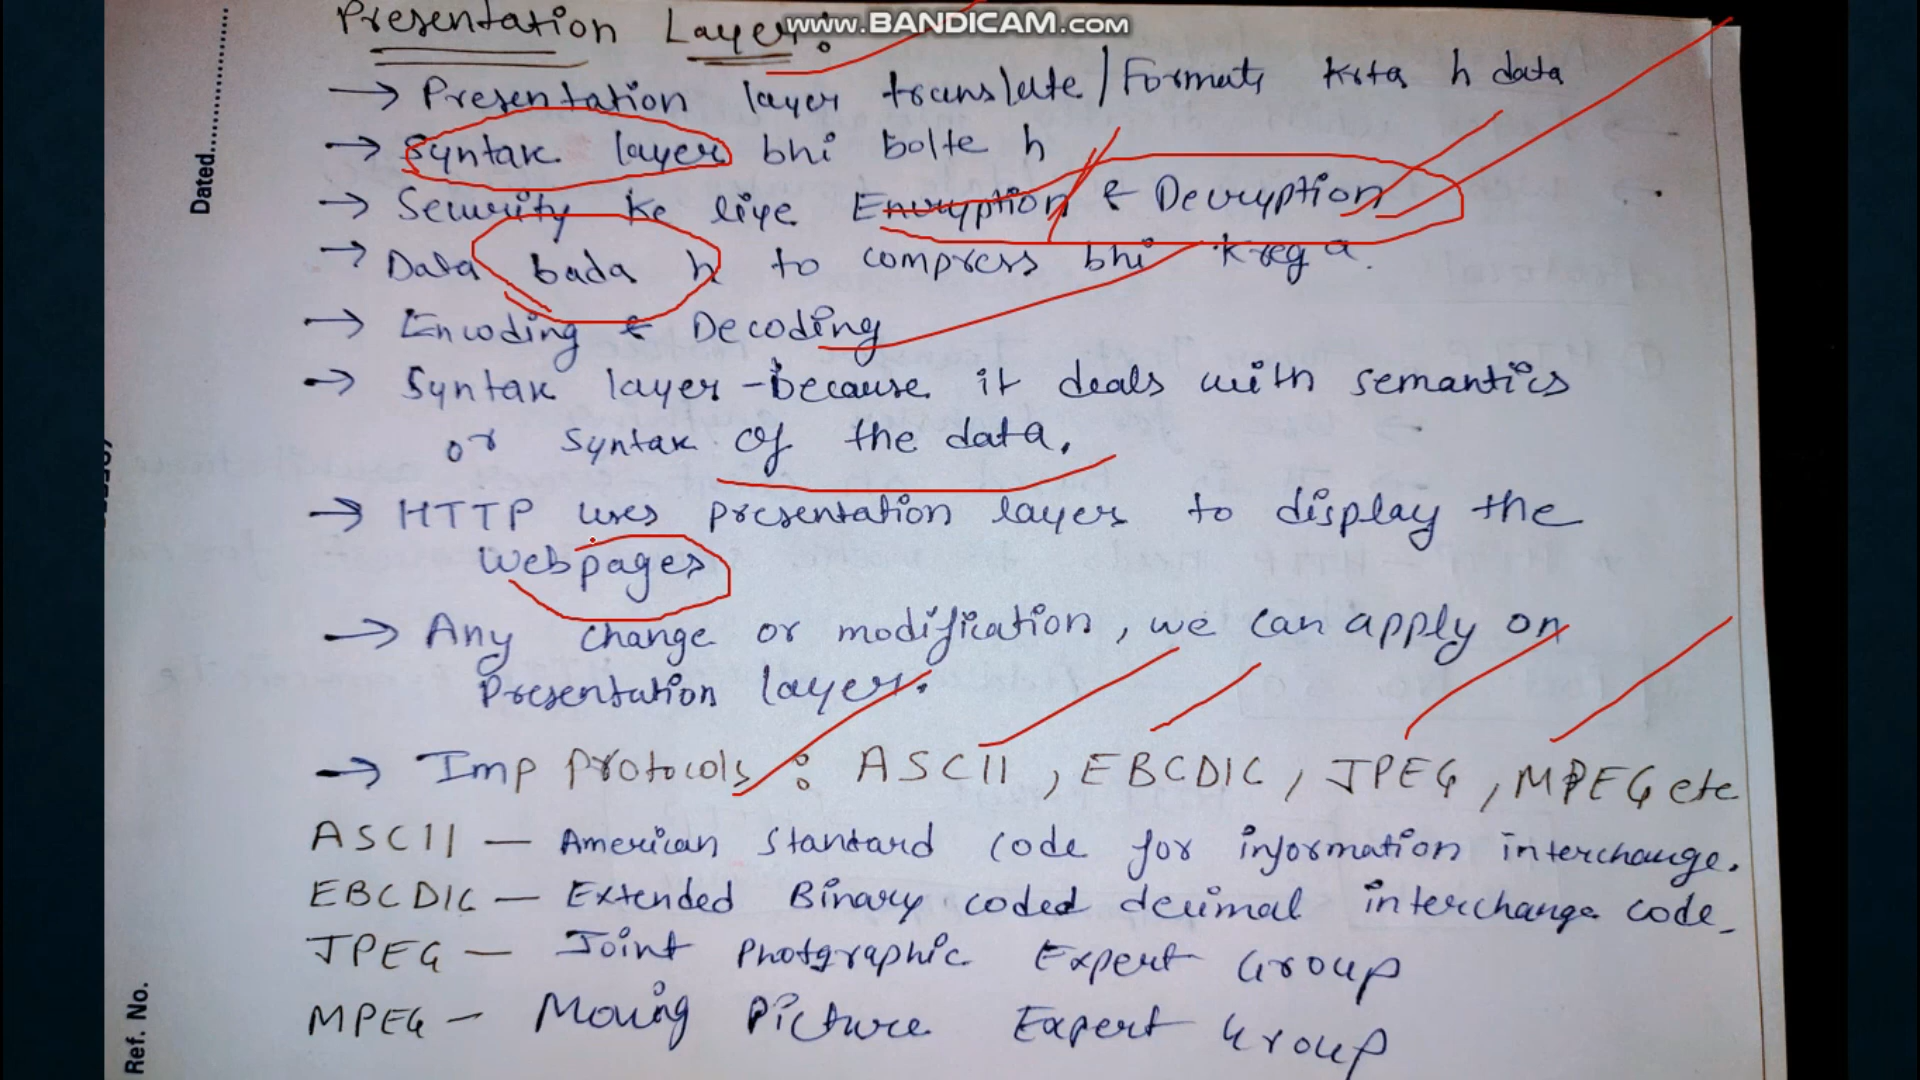 www.BANDICAM.com
Presentation Layer:
→ Presentation layer translate/Formats krta h data
→ Syntax layer bhi bolte h
→ Security ke liye Encryption & Decryption
→ Data bada h to compress bhi krega.
→ Encoding & Decoding
→ Syntax layer - because it deals with semantics
or syntax of the data.
→ HTTP uses presentation layer to display the
webpages
→ Any change or modification, we can apply on
Presentation layer.
→ Imp Protocols : ASCII, EBCDIC, JPEG, MPEG etc
ASCII — American Standard Code for information interchange.
EBCDIC — Extended Binary coded decimal interchange code.
JPEG — Joint Photgraphic Expert Group
MPEG — Moving Picture Expert Group
Dated..............
Ref. No.